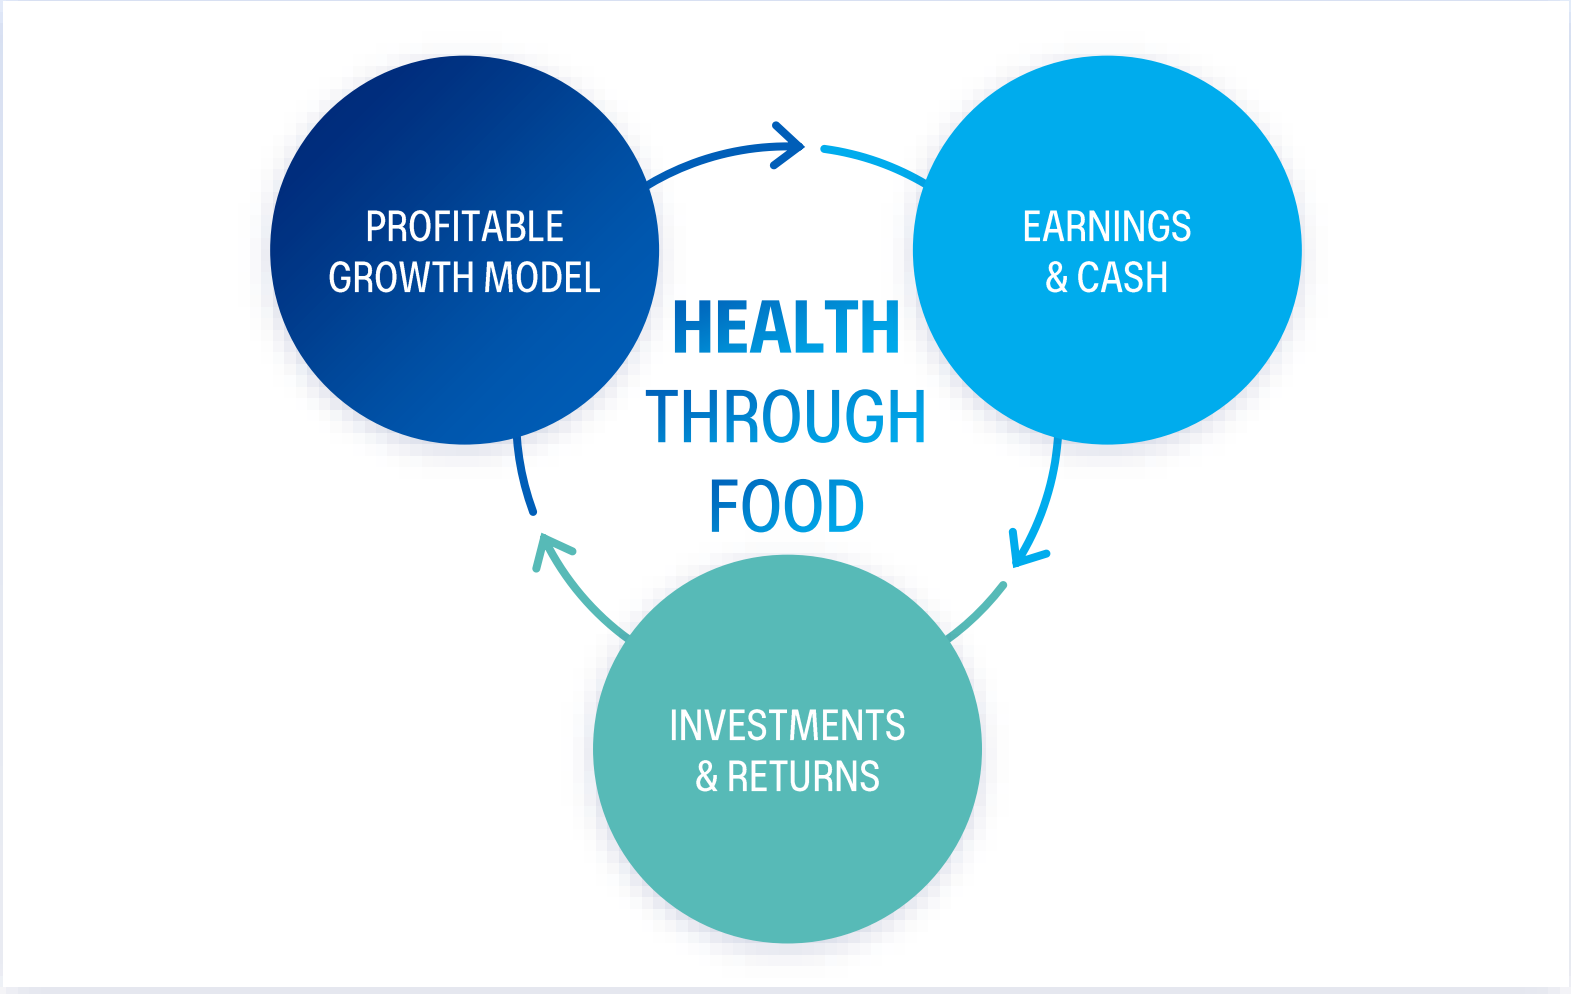 PROFITABLE
GROWTH MODEL
EARNINGS
& CASH
HEALTH
THROUGH
FOOD
INVESTMENTS
& RETURNS